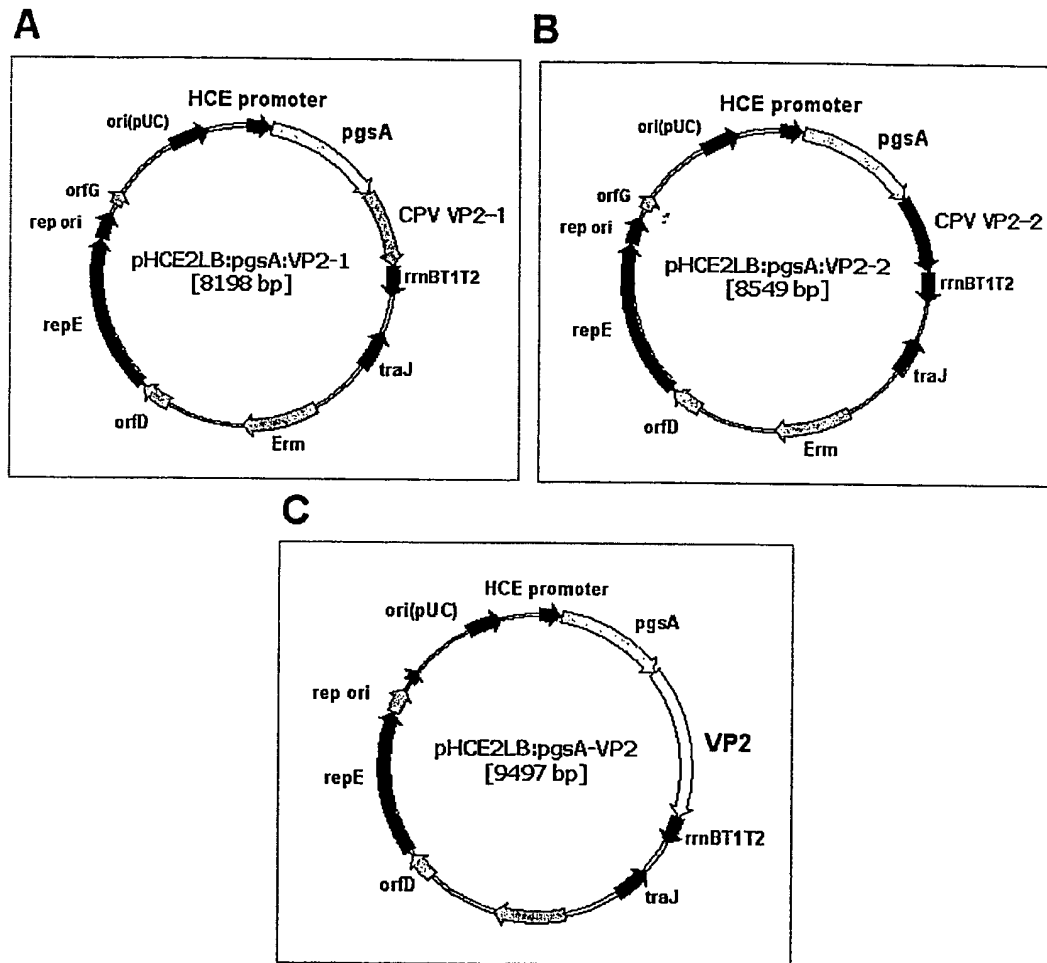 A
HCE promoter
ori(pUC)
pgsA
orfG
CPV VP2-1
rep ori
pHCE2LB:pgsA:VP2-1
[8198 bp]
rrnBT1T2
repE
traJ
orfD
Erm
B
HCE promoter
ori(pUC)
pgsA
orfG
CPV VP2-2
rep ori
pHCE2LB:pgsA:VP2-2
[8549 bp]
rrnBT1T2
repE
traJ
orfD
Erm
C
HCE promoter
ori(pUC)
pgsA
rep ori
VP2
pHCE2LB:pgsA-VP2
[9497 bp]
repE
rrnBT1T2
orfD
traJ